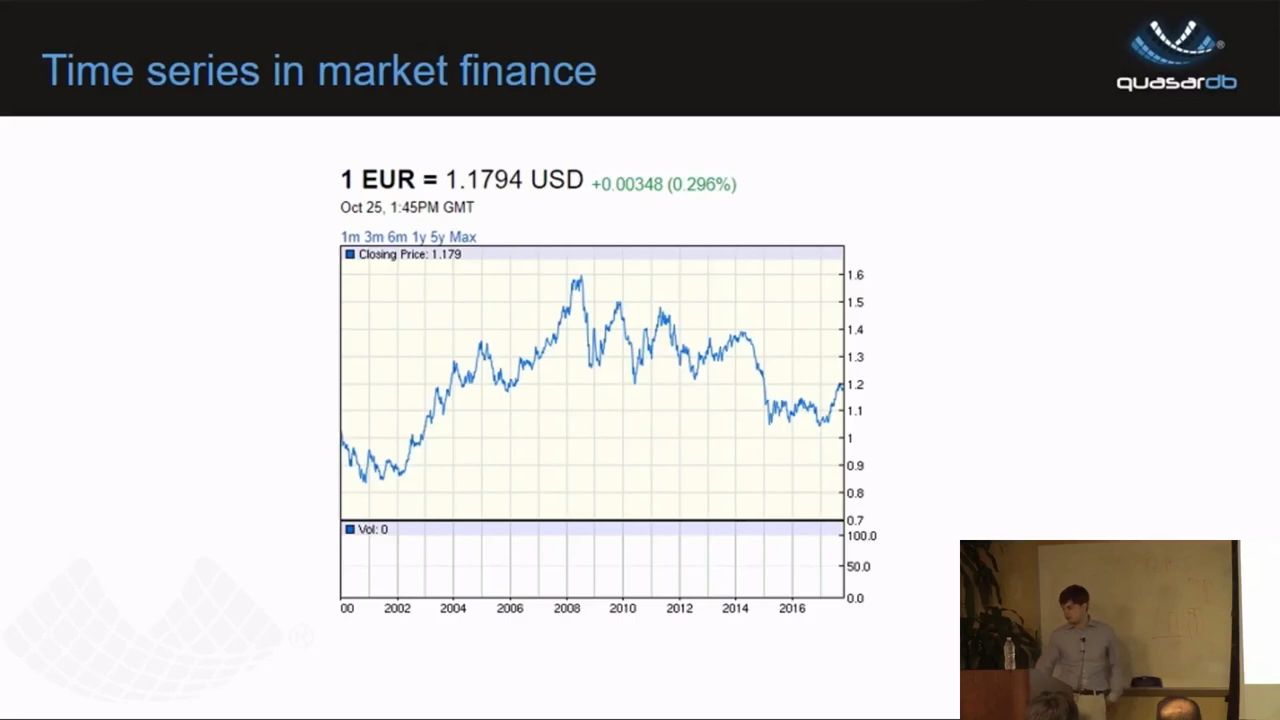 Time series in market finance
®
quasardb
1 EUR = 1.1794 USD +0.00348 (0.296%)
Oct 25, 1:45PM GMT
1m 3m 6m 1y 5y Max
Closing Price: 1.179
1.6
1.5
1.4
1.3
1.2
1.1
1
0.9
0.8
0.7
Vol: 0
100.0
50.0
0.0
00 2002 2004 2006 2008 2010 2012 2014 2016
®